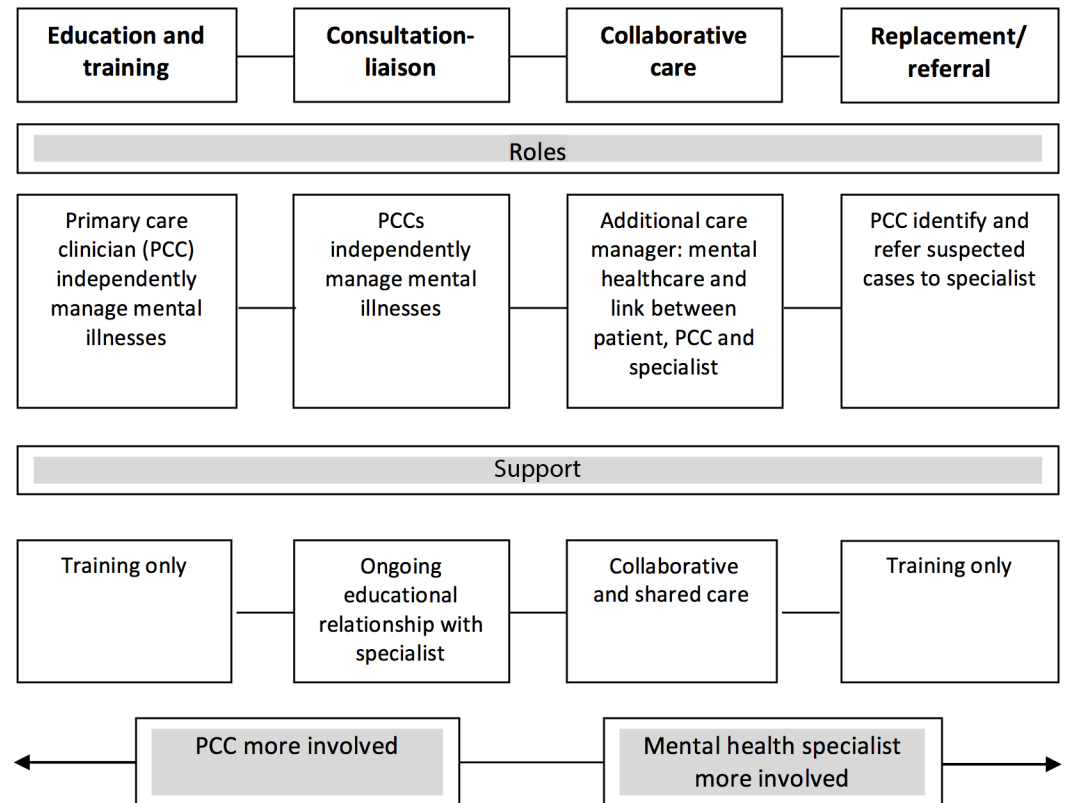 Education and
training
Consultation-
liaison
Collaborative
care
Replacement/
referral
Roles
Primary care
clinician (PCC)
independently
manage mental
illnesses
PCCs
independently
manage mental
illnesses
Additional care
manager: mental
healthcare and
link between
patient, PCC and
specialist
PCC identify and
refer suspected
cases to specialist
Support
Training only
Ongoing
educational
relationship with
specialist
Collaborative
and shared care
Training only
PCC more involved
Mental health specialist
more involved